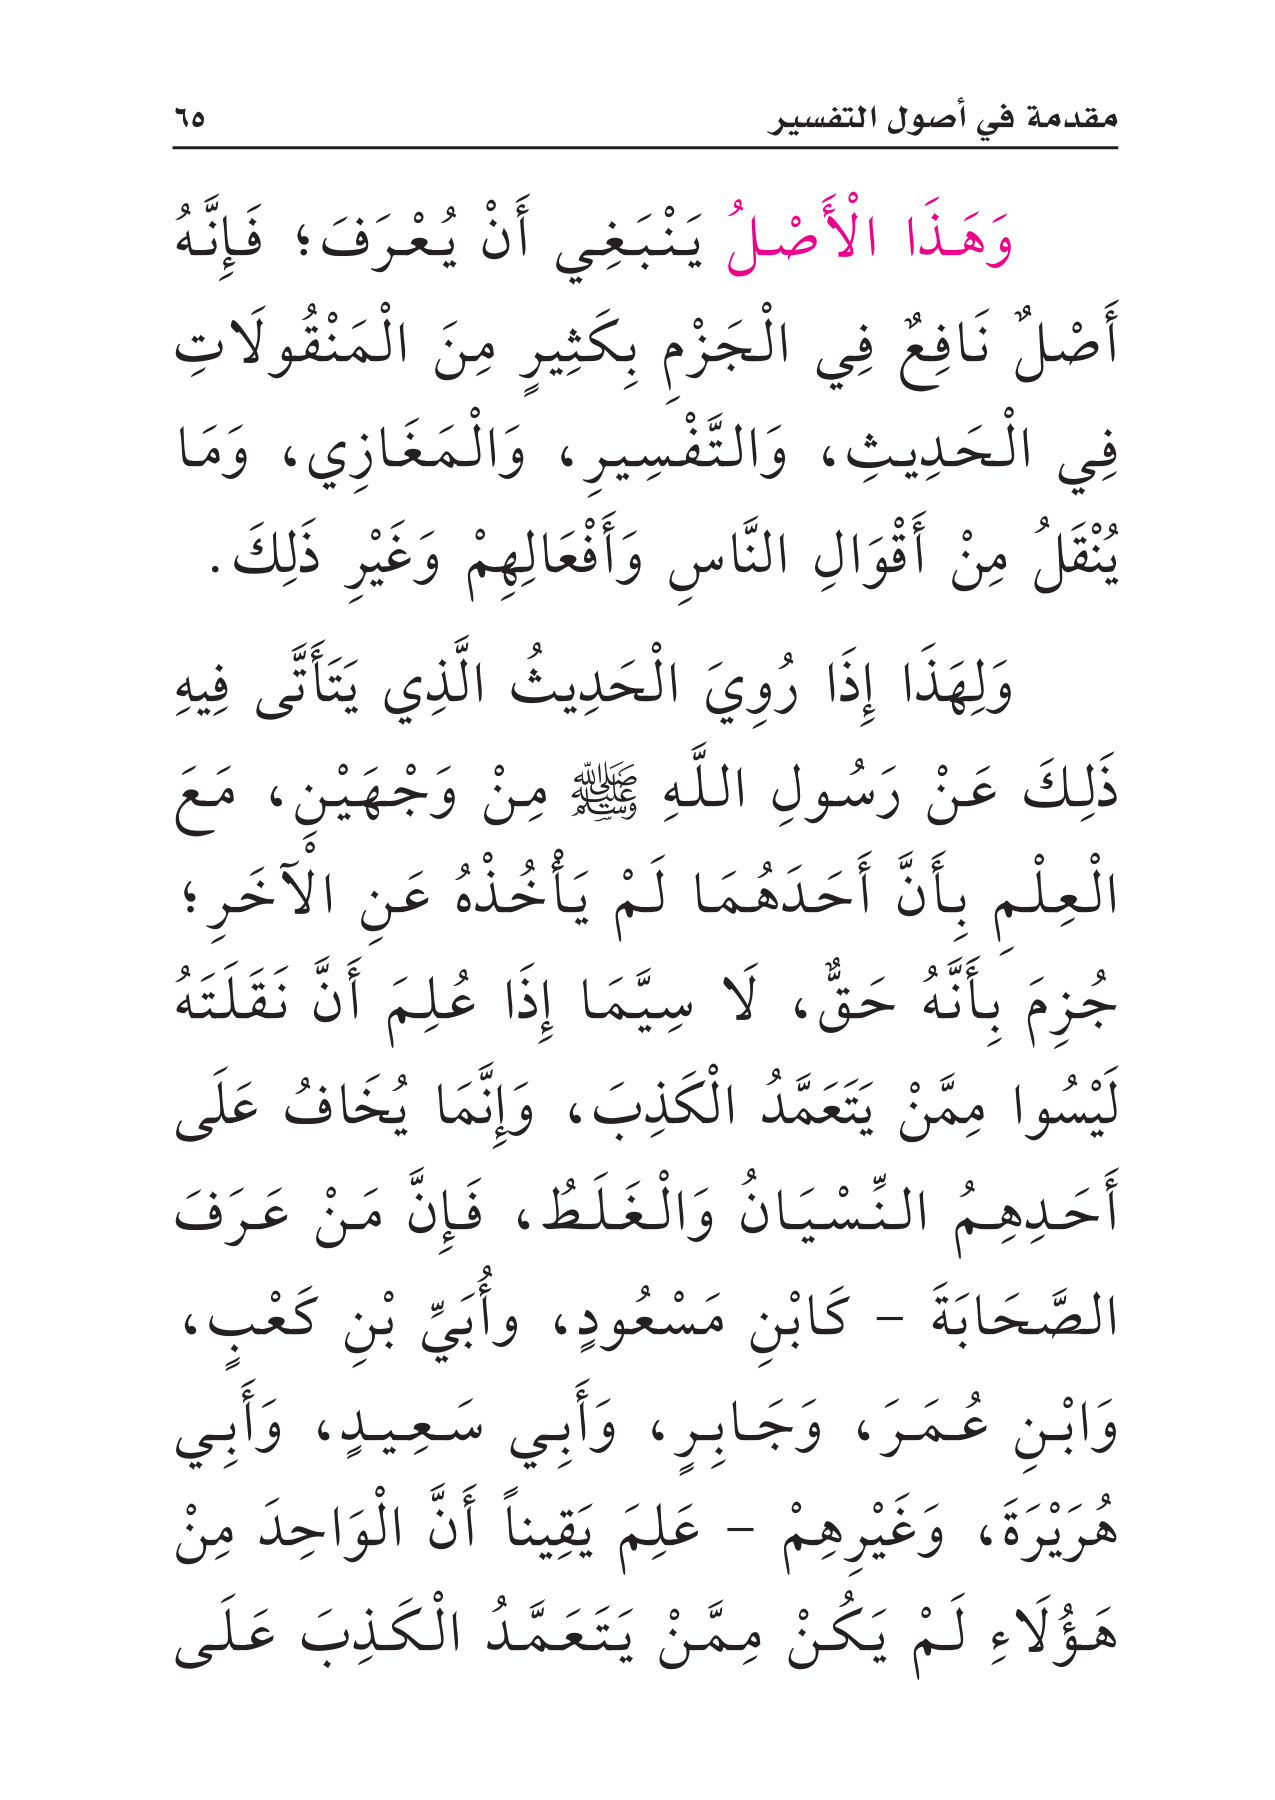 مقدمة في أصول التفسير ٦٥
وَهَذَا الْأَصْلُ يَنْبَغِي أَنْ يُعْرَفَ؛ فَإِنَّهُ
أَصْلٌ نَافِعٌ فِي الْجَزْمِ بِكَثِيرٍ مِنَ الْمَنْقُولَاتِ
فِي الْحَدِيثِ، وَالتَّفْسِيرِ، وَالْمَغَازِي، وَمَا
يُنْقَلُ مِنْ أَقْوَالِ النَّاسِ وَأَفْعَالِهِمْ وَغَيْرِ ذَلِكَ.
وَلِهَذَا إِذَا رُوِيَ الْحَدِيثُ الَّذِي يَتَأَتَّى فِيهِ
ذَلِكَ عَنْ رَسُولِ اللَّهِ ﷺ مِنْ وَجْهَيْنِ، مَعَ
الْعِلْمِ بِأَنَّ أَحَدَهُمَا لَمْ يَأْخُذْهُ عَنِ الْآخَرِ؛
جُزِمَ بِأَنَّهُ حَقٌّ، لَا سِيَّمَا إِذَا عُلِمَ أَنَّ نَقَلَتَهُ
لَيْسُوا مِمَّنْ يَتَعَمَّدُ الْكَذِبَ، وَإِنَّمَا يُخَافُ عَلَى
أَحَدِهِمُ النِّسْيَانُ وَالْغَلَطُ، فَإِنَّ مَنْ عَرَفَ
الصَّحَابَةَ – كَابْنِ مَسْعُودٍ، وأُبَيِّ بْنِ كَعْبٍ،
وَابْنِ عُمَرَ، وَجَابِرٍ، وَأَبِي سَعِيدٍ، وَأَبِي
هُرَيْرَةَ، وَغَيْرِهِمْ – عَلِمَ يَقِيناً أَنَّ الْوَاحِدَ مِنْ
هَؤُلَاءِ لَمْ يَكُنْ مِمَّنْ يَتَعَمَّدُ الْكَذِبَ عَلَى